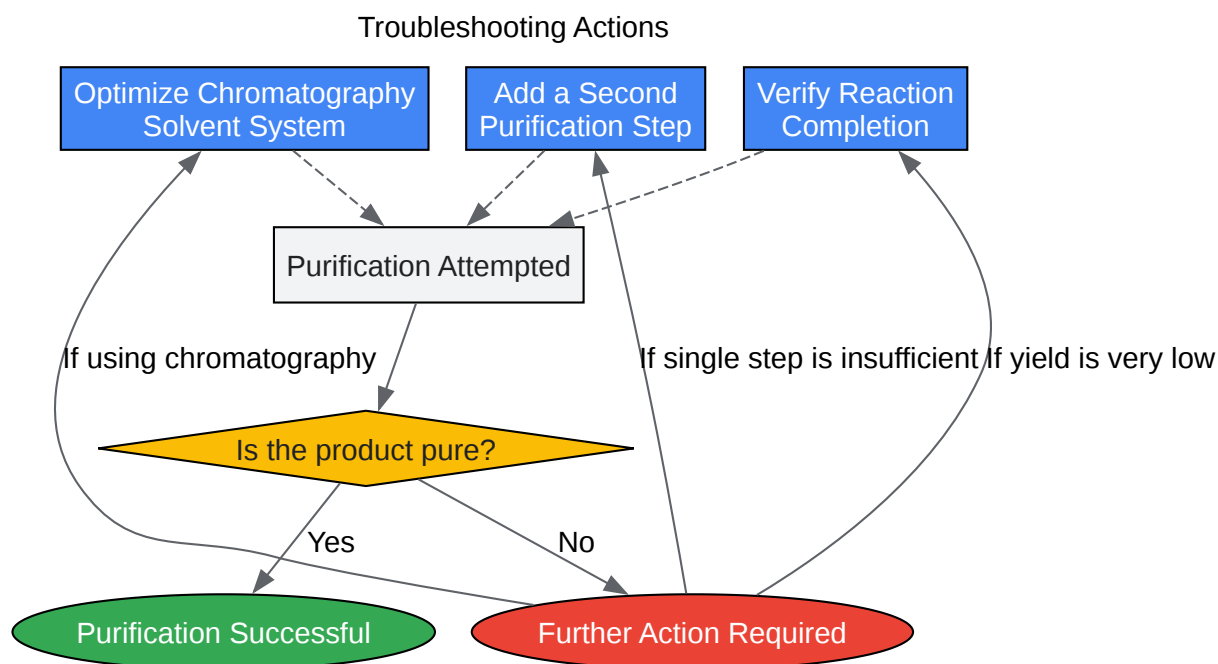 Troubleshooting Actions
Optimize Chromatography
Solvent System
Add a Second
Purification Step
Verify Reaction
Completion
Purification Attempted
If using chromatography
If single step is insufficient
If yield is very low
Is the product pure?
Yes
No
Purification Successful
Further Action Required